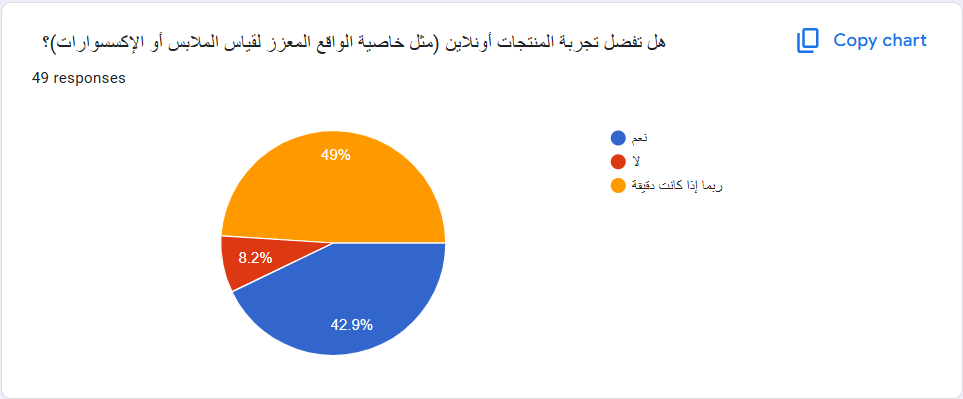 هل تفضل تجربة المنتجات أونلاين (مثل خاصية الواقع المعزز لقياس الملابس أو الإكسسوارات)؟
Copy chart
49 responses
نعم
لا
ربما إذا كانت دقيقة
49%
8.2%
42.9%